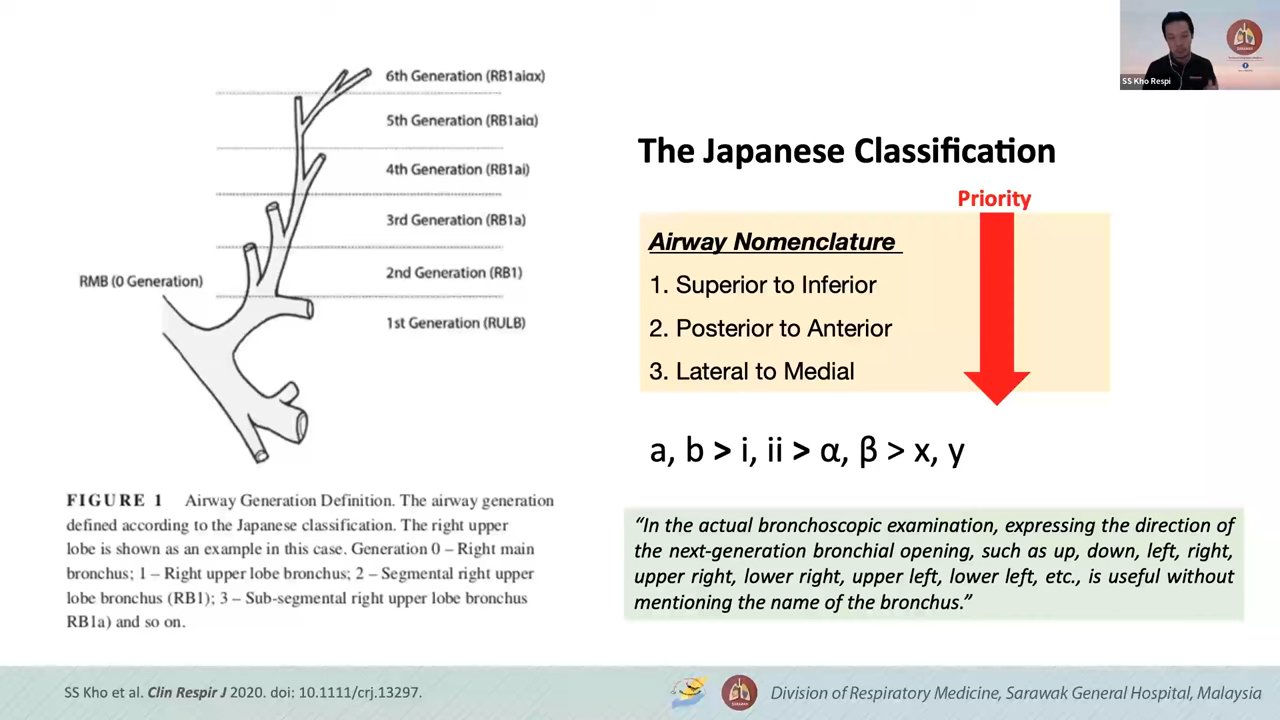 SS Kho Respi
6th Generation (RB1aiαx)
5th Generation (RB1aiα)
4th Generation (RB1ai)
3rd Generation (RB1a)
2nd Generation (RB1)
1st Generation (RULB)
RMB (0 Generation)
FIGURE 1 Airway Generation Definition. The airway generation
defined according to the Japanese classification. The right upper
lobe is shown as an example in this case. Generation 0 – Right main
bronchus; 1 – Right upper lobe bronchus; 2 – Segmental right upper
lobe bronchus (RB1); 3 – Sub-segmental right upper lobe bronchus
RB1a) and so on.
The Japanese Classification
Priority
Airway Nomenclature
1. Superior to Inferior
2. Posterior to Anterior
3. Lateral to Medial
a, b > i, ii > α, β > x, y
“In the actual bronchoscopic examination, expressing the direction of
the next-generation bronchial opening, such as up, down, left, right,
upper right, lower right, upper left, lower left, etc., is useful without
mentioning the name of the bronchus.”
SS Kho et al. Clin Respir J 2020. doi: 10.1111/crj.13297.
Division of Respiratory Medicine, Sarawak General Hospital, Malaysia